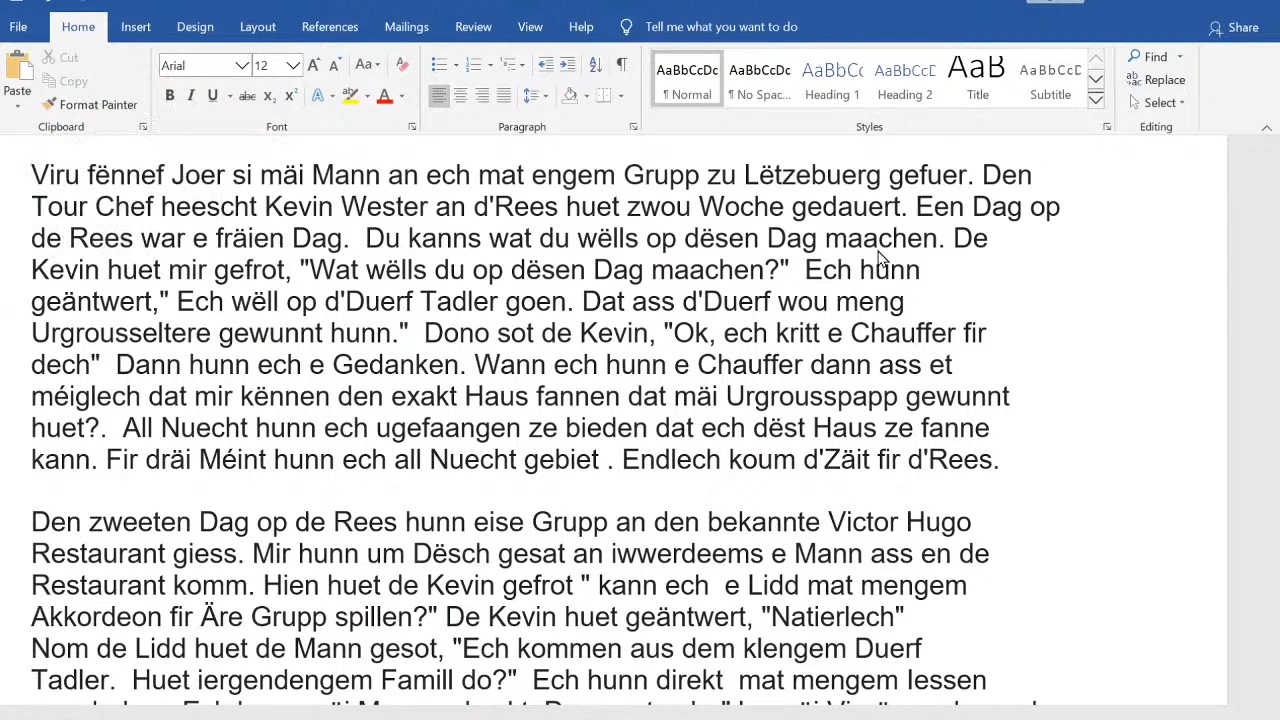 File Home Insert Design Layout References Mailings Review View Help Tell me what you want to do Share
Cut
Copy
Paste
Format Painter
Arial 12 Aa
B I U abc X₂ X² A A
AaBbCcDc AaBbCcDc AaBbCc AaBbCcD AaB AaBbCcD
¶ Normal ¶ No Spac... Heading 1 Heading 2 Title Subtitle
Find
Replace
Select
Clipboard Font Paragraph Styles Editing
Viru fënnef Joer si mäi Mann an ech mat engem Grupp zu Lëtzebuerg gefuer. Den
Tour Chef heescht Kevin Wester an d'Rees huet zwou Woche gedauert. Een Dag op
de Rees war e fräien Dag.  Du kanns wat du wëlls op dësen Dag maachen. De
Kevin huet mir gefrot, "Wat wëlls du op dësen Dag maachen?"  Ech hunn
geäntwert," Ech wëll op d'Duerf Tadler goen. Dat ass d'Duerf wou meng
Urgrousseltere gewunnt hunn."  Dono sot de Kevin, "Ok, ech kritt e Chauffer fir
dech"  Dann hunn ech e Gedanken. Wann ech hunn e Chauffer dann ass et
méiglech dat mir kënnen den exakt Haus fannen dat mäi Urgrousspapp gewunnt
huet?.  All Nuecht hunn ech ugefaangen ze bieden dat ech dëst Haus ze fanne
kann. Fir dräi Méint hunn ech all Nuecht gebiet . Endlech koum d'Zäit fir d'Rees.
Den zweeten Dag op de Rees hunn eise Grupp an den bekannte Victor Hugo
Restaurant giess. Mir hunn um Dësch gesat an iwwerdeems e Mann ass en de
Restaurant komm. Hien huet de Kevin gefrot " kann ech  e Lidd mat mengem
Akkordeon fir Äre Grupp spillen?" De Kevin huet geäntwert, "Natierlech"
Nom de Lidd huet de Mann gesot, "Ech kommen aus dem klengem Duerf
Tadler.  Huet iergendengem Famill do?"  Ech hunn direkt  mat mengem Iessen